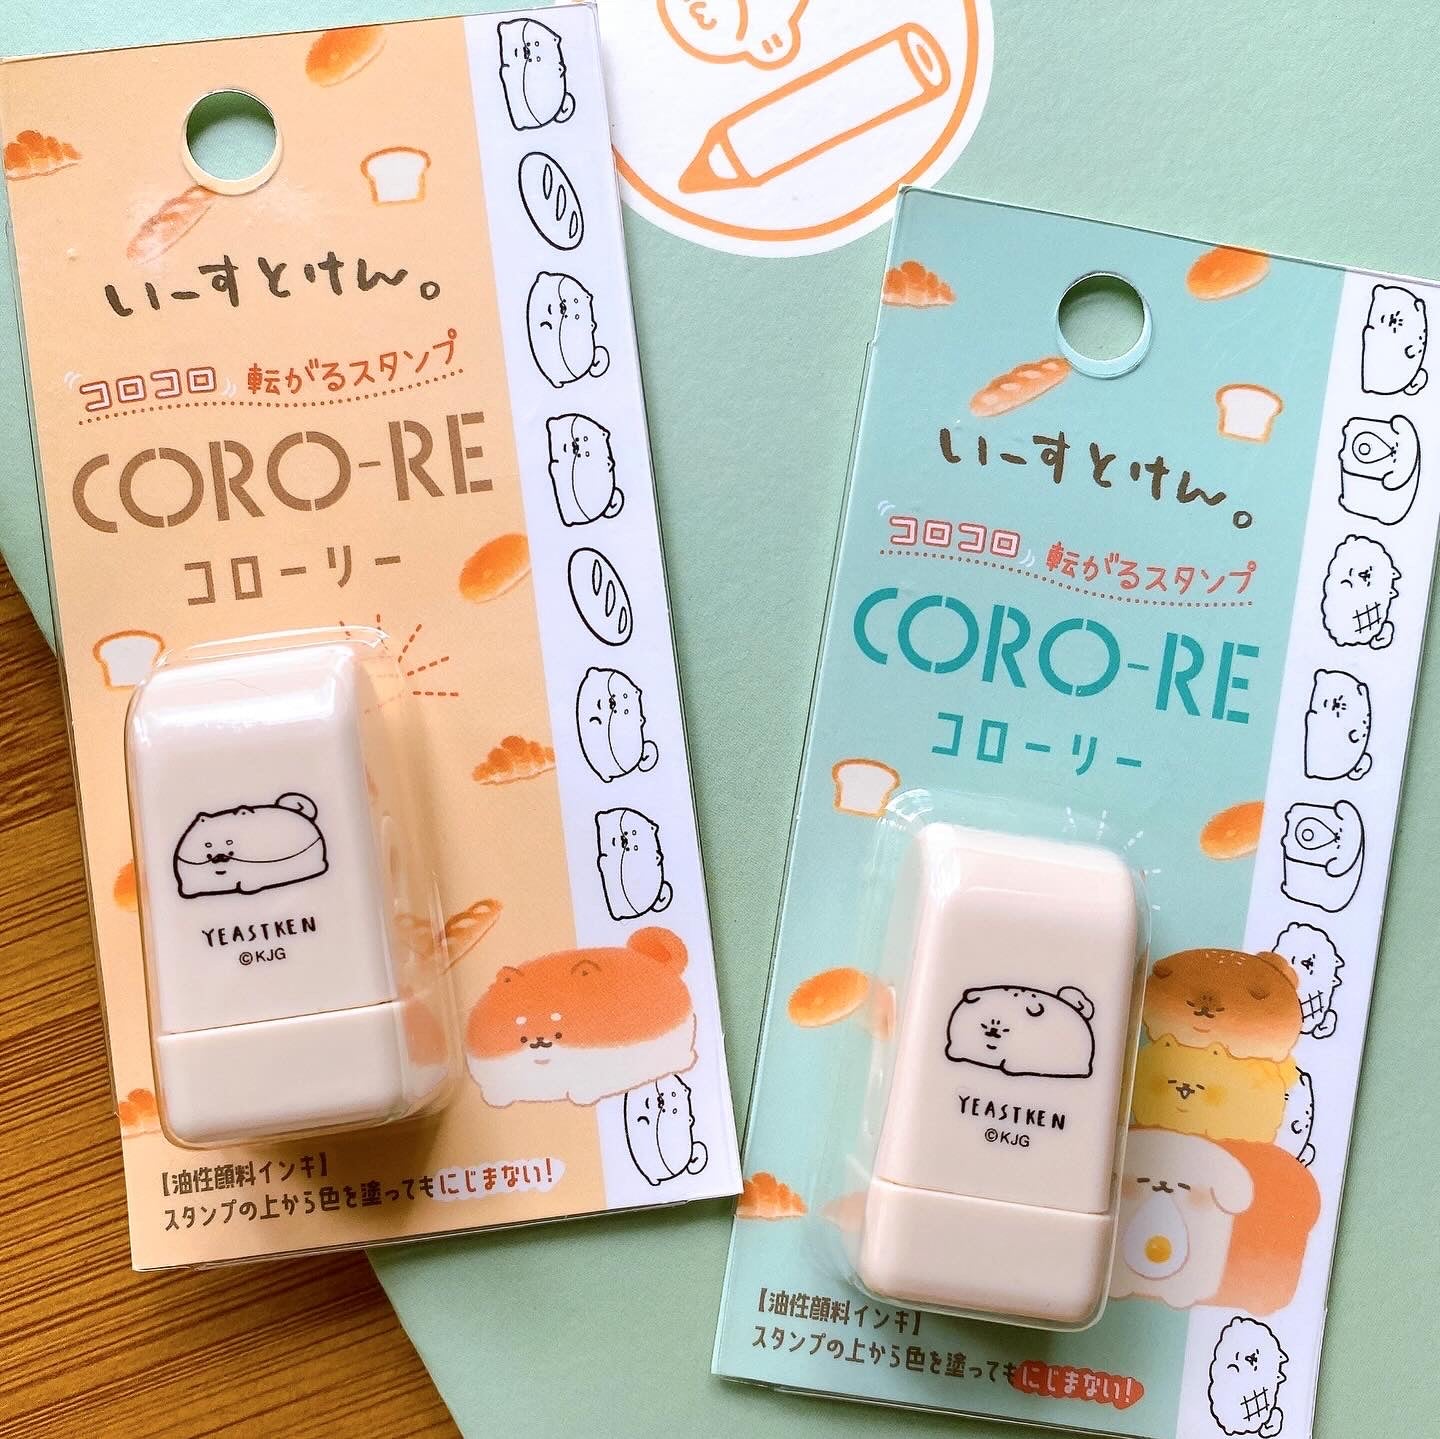 いーすとけん。
コロコロ 転がるスタンプ
CORO-RE
コローリー
YEASTKEN
©KJG
【油性顔料インキ】
スタンプの上から色を塗ってもにじまない!
いーすとけん。
コロコロ 転がるスタンプ
CORO-RE
コローリー
YEASTKEN
©KJG
【油性顔料インキ】
スタンプの上から色を塗ってもにじまない!